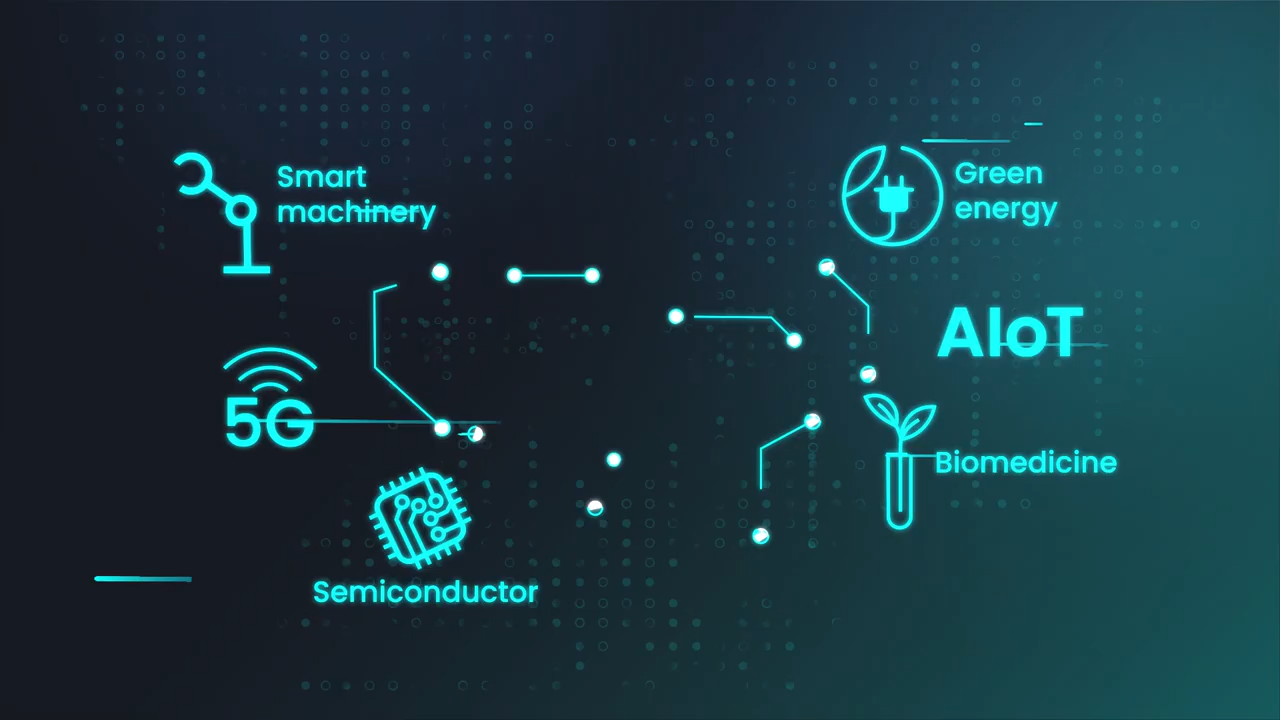 Smart
machinery
Green
energy
AIoT
5G
Biomedicine
Semiconductor